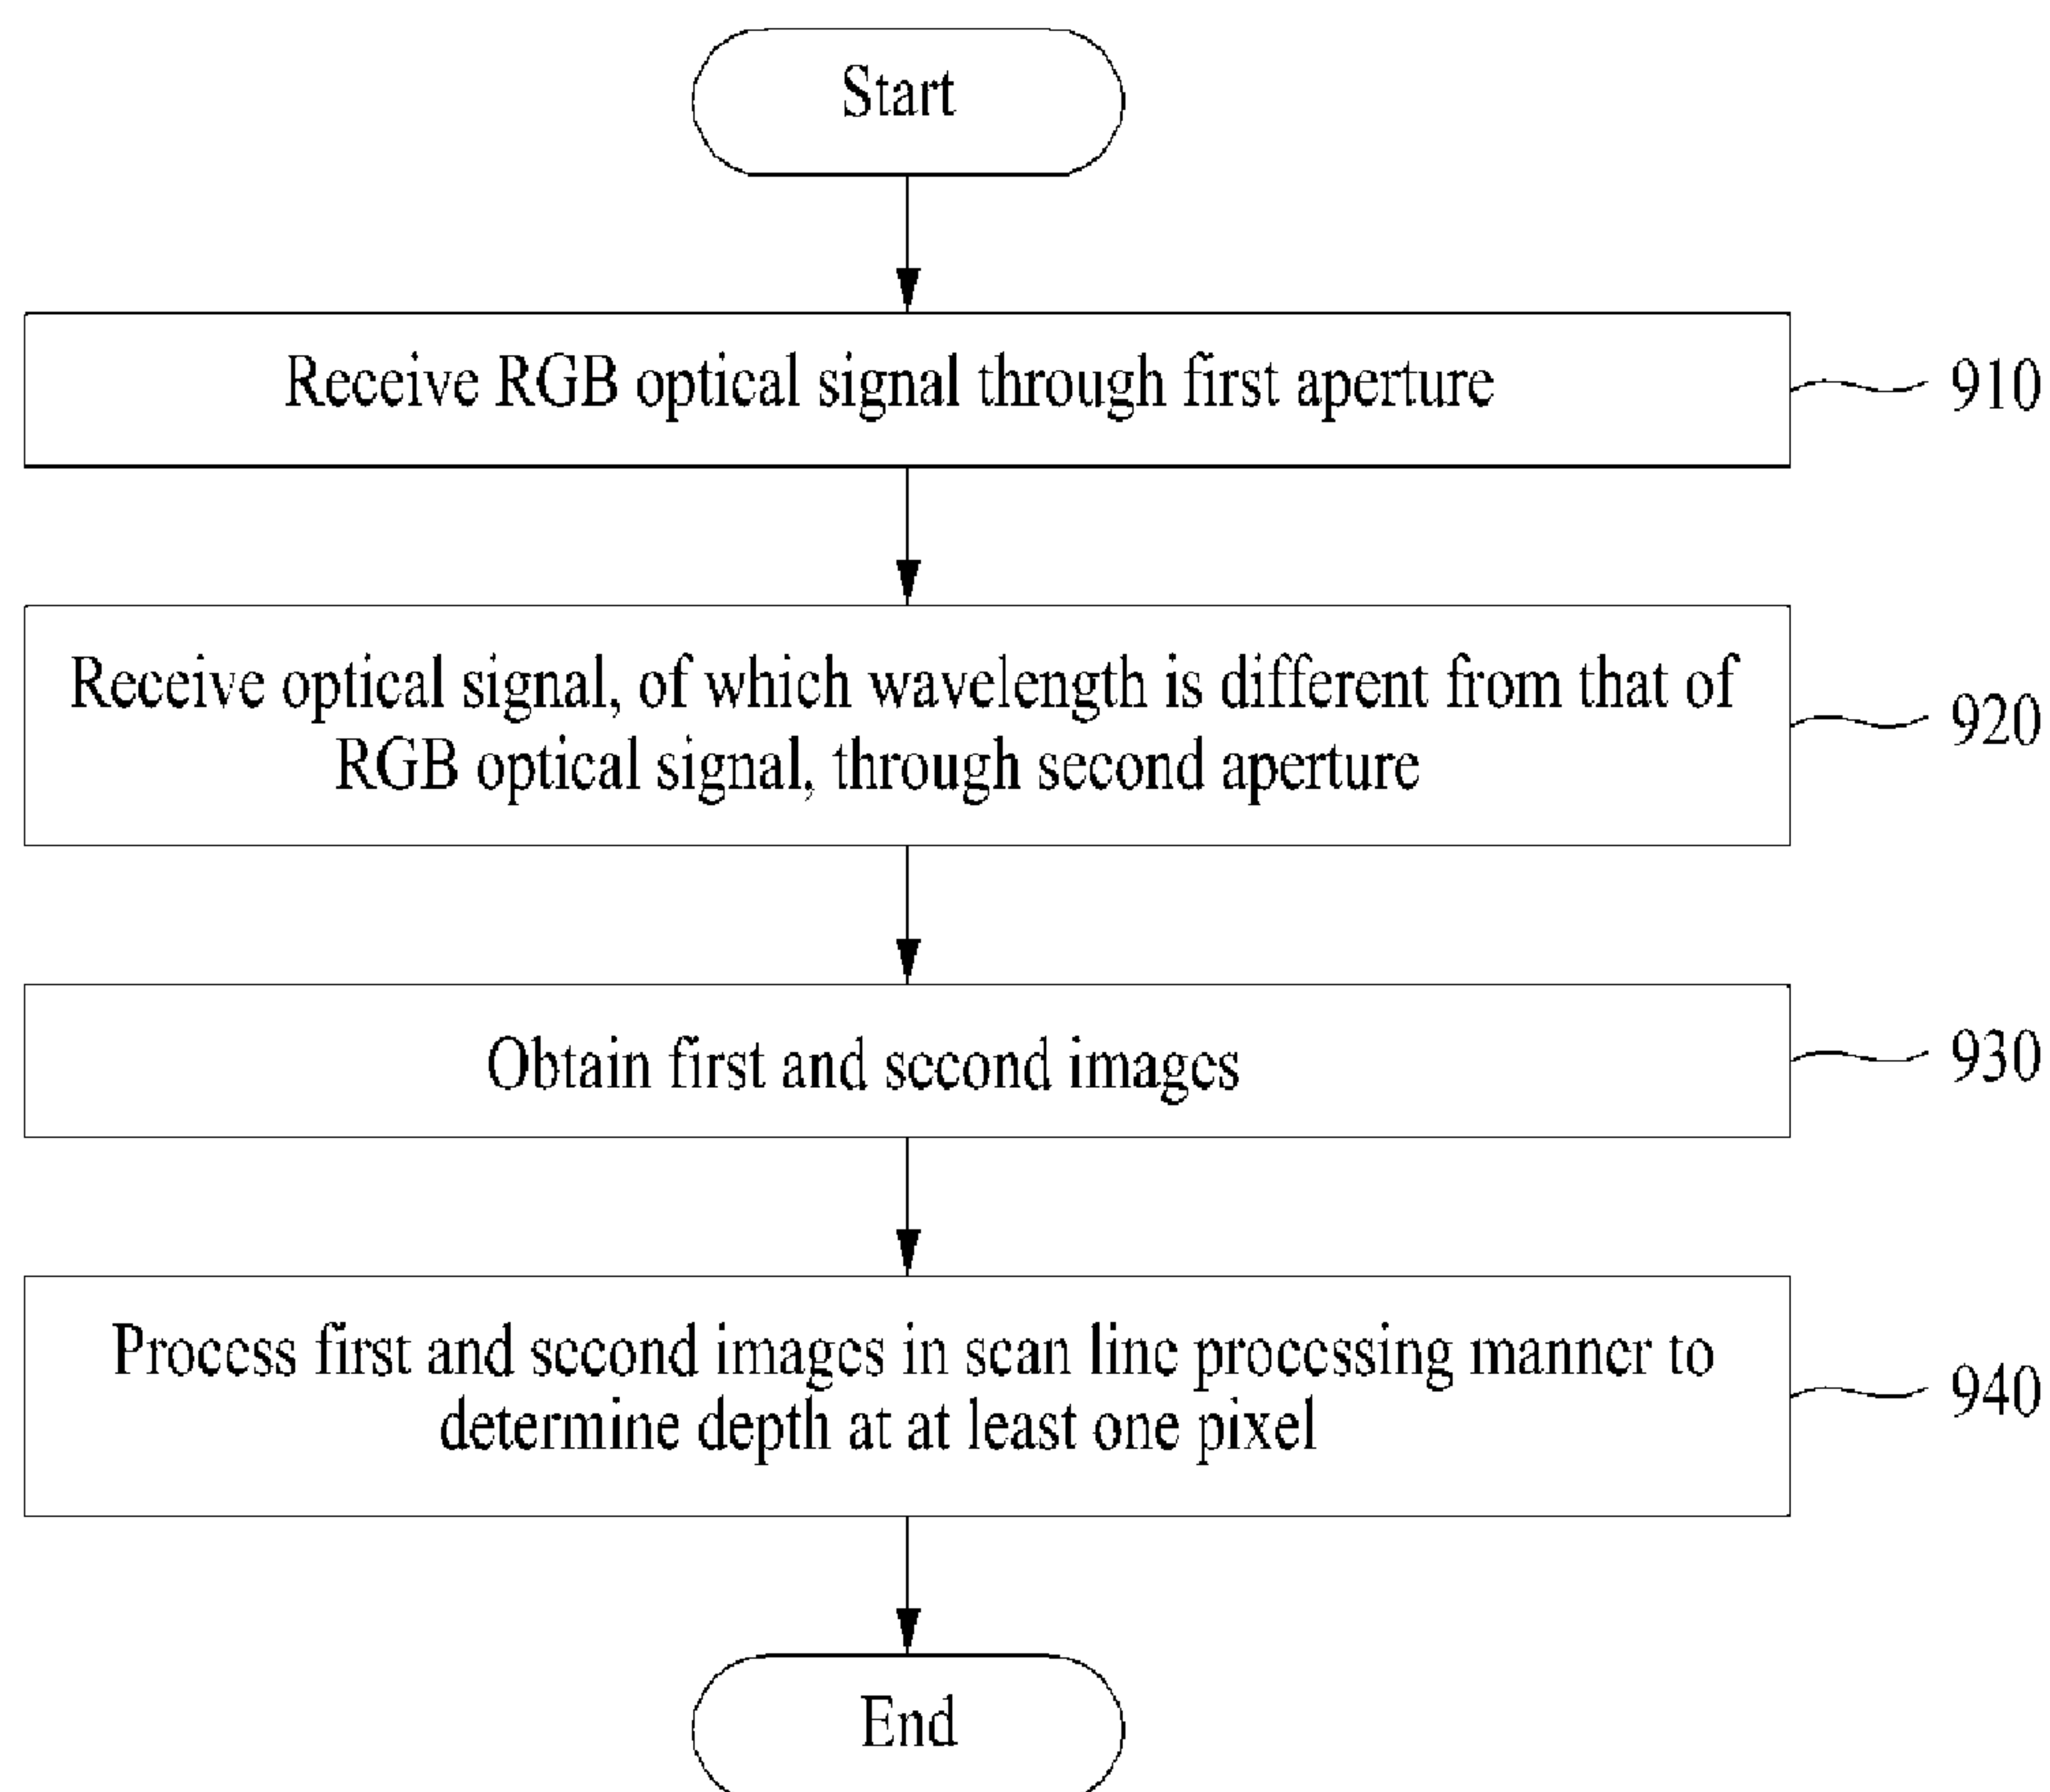 Start
Receive RGB optical signal through first aperture
910
Receive optical signal, of which wavelength is different from that of
RGB optical signal, through second aperture
920
Obtain first and second images
930
Process first and second images in scan line processing manner to
determine depth at at least one pixel
940
End